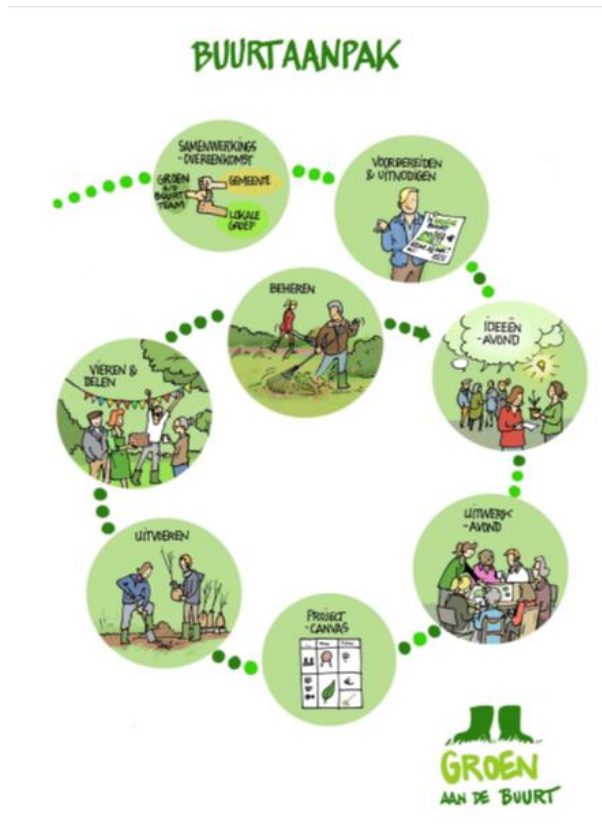 BUURTAANPAK
SAMENWERKINGS
-OVEREENKOMST
GROEN
AAN DE
BUURT
TEAM
GEMEENTE
LOKALE
GROEP
VOORBEREIDEN
& UITNODIGEN
BUURT
BEHEREN
IDEEËN
-AVOND
VIEREN &
DELEN
UITWERK
-AVOND
UITVOEREN
PROJECT
-CANVAS
GROEN
AAN DE BUURT